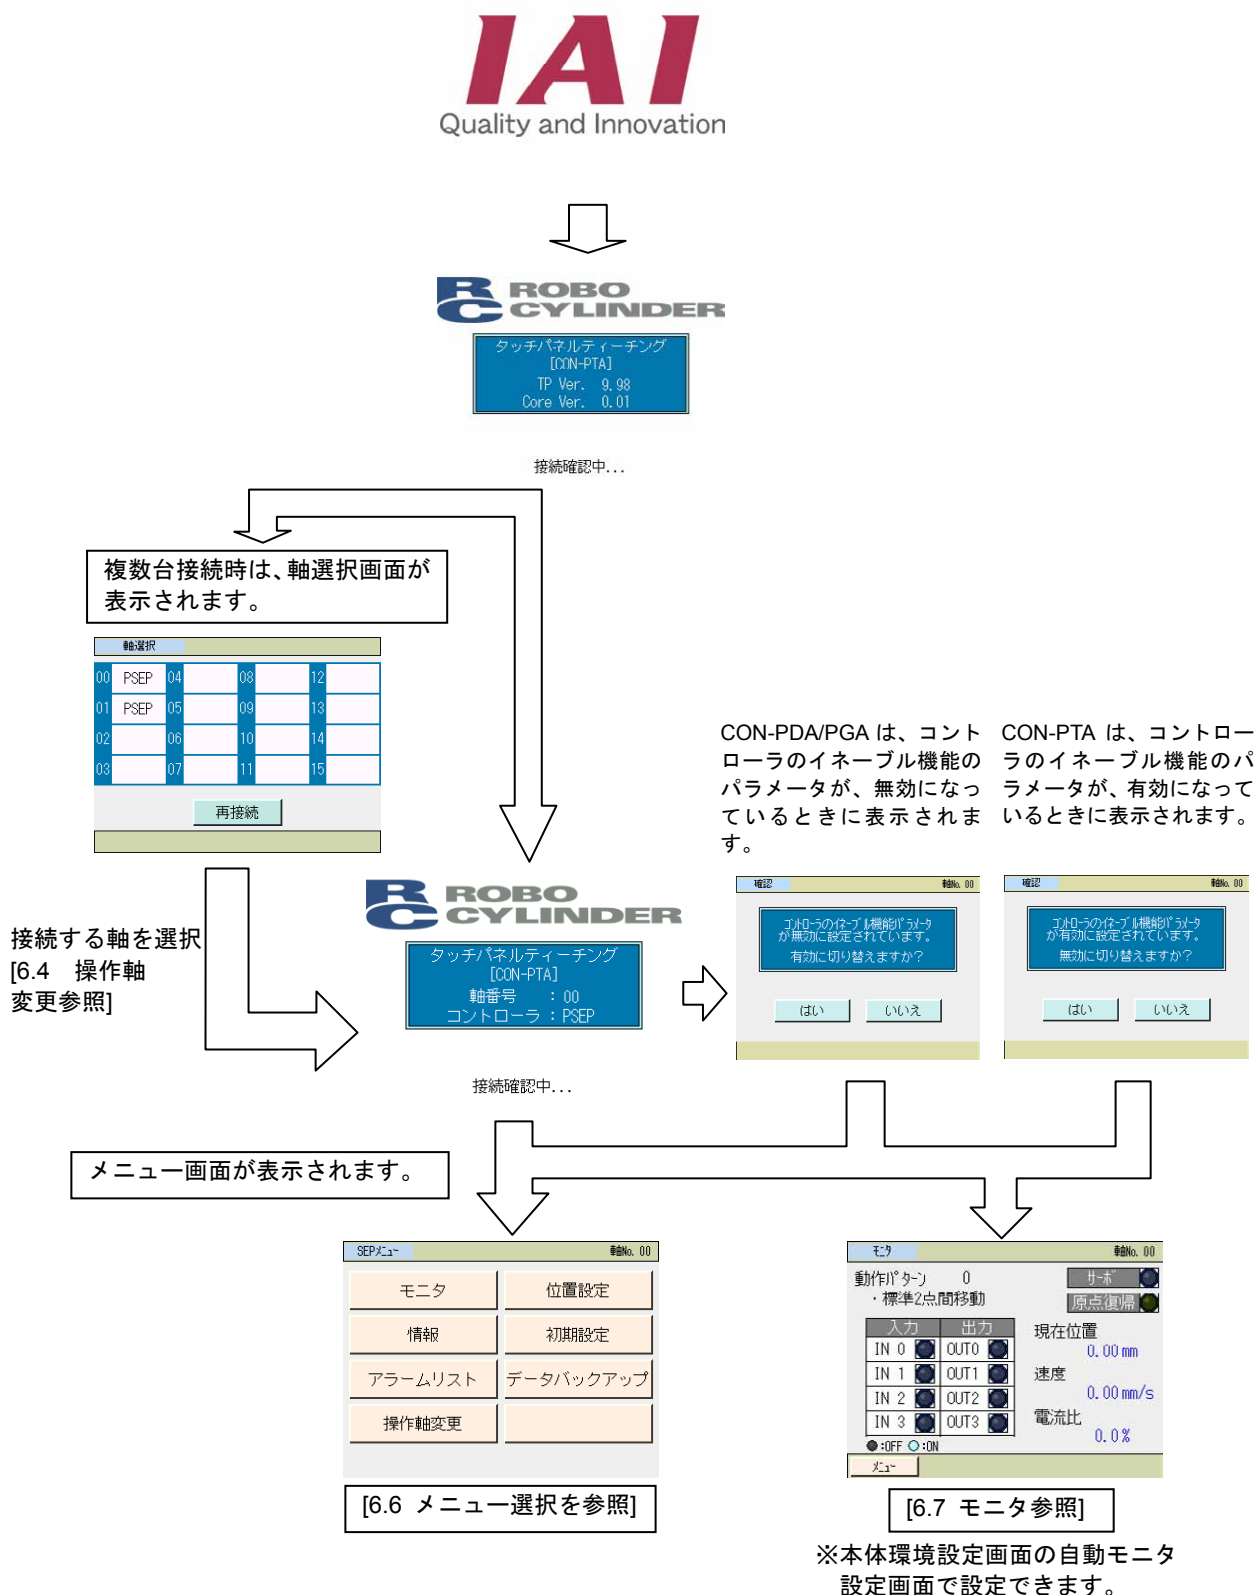 IAI
Quality and Innovation
RC ROBO
CYLINDER
タッチパネルティーチング
[CON-PTA]
TP Ver. 9.98
Core Ver. 0.01
接続確認中...
複数台接続時は、軸選択画面が
表示されます。
軸選択
00 PSEP 04 08 12
01 PSEP 05 09 13
02 06 10 14
03 07 11 15
再接続
接続する軸を選択
[6.4 操作軸
変更参照]
RC ROBO
CYLINDER
タッチパネルティーチング
[CON-PTA]
軸番号 : 00
コントローラ : PSEP
接続確認中...
CON-PDA/PGA は、コント
ローラのイネーブル機能の
パラメータが、無効になっ
ているときに表示されま
す。
確認 軸No. 00
コントローラのイネーブル機能パラメータ
が無効に設定されています。
有効に切り替えますか?
はい いいえ
CON-PTA は、コントロー
ラのイネーブル機能のパ
ラメータが、有効になって
いるときに表示されます。
確認 軸No. 00
コントローラのイネーブル機能パラメータ
が有効に設定されています。
無効に切り替えますか?
はい いいえ
メニュー画面が表示されます。
SEPメニュー 軸No. 00
モニタ 位置設定
情報 初期設定
アラームリスト データバックアップ
操作軸変更
[6.6 メニュー選択を参照]
モニタ 軸No. 00
動作パターン 0
・標準2点間移動
サーボ
原点復帰
入力 出力
IN 0 OUT0
IN 1 OUT1
IN 2 OUT2
IN 3 OUT3
●:OFF ○:ON
現在位置
0.00 mm
速度
0.00 mm/s
電流比
0.0 %
メニュー
[6.7 モニタ参照]
※本体環境設定画面の自動モニタ
設定画面で設定できます。